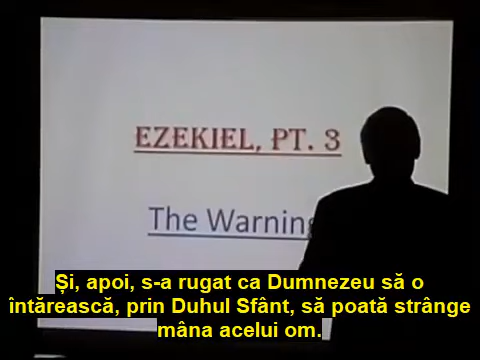 EZEKIEL, PT. 3
The Warning
Și, apoi, s-a rugat ca Dumnezeu să o
întărească, prin Duhul Sfânt, să poată strânge
mâna acelui om.